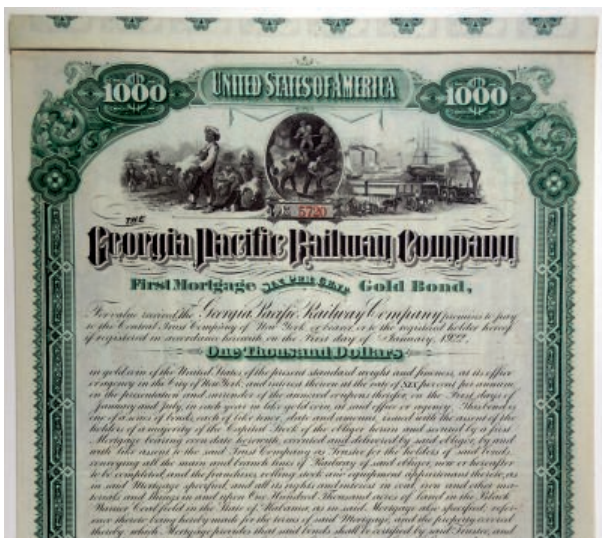 1000
UNITED STATES OF AMERICA
1000
No 5720
THE
Georgia Pacific Railway Company
First Mortgage SIX PER CENT Gold Bond,
For value received the Georgia Pacific Railway Company promises to pay
to the Central Trust Company of New York, or bearer, or to the registered holder hereof
if registered in accordance herewith on the First day of January, 1922
One Thousand Dollars
in gold coin of the United States of the present standard weight and fineness, at its office
or agency in the City of New York, and interest thereon at the rate of SIX per cent per annum
on the presentation and surrender of the annexed coupons therefor, on the First days of
January and July, in each year in like gold coin, at said office or agency. This bond is
one of a series of bonds, each of like tenor, date and amount, issued with the assent of the
holders of a majority of the Capital Stock of the obligor herein and secured by a first
Mortgage bearing even date herewith, executed and delivered by said obligor, by and
with like assent to the said Trust Company as Trustee for the holders of said bonds,
conveying all the main and branch lines of Railway of said obligor, now or hereafter
to be completed, and the franchises, rolling stock and equipment appurtenant thereto, as
in said Mortgage specified, and all its rights and interest in coal, iron and other ma-
terials and things in and upon One Hundred Thousand acres of land in the Black
Warrior Coal field in the State of Alabama, as in said Mortgage also specified, refer-
ence thereto being hereby made for the terms of said Mortgage, and the property covered
thereby, which Mortgage provides that said bonds shall be certified by said Trustee, and